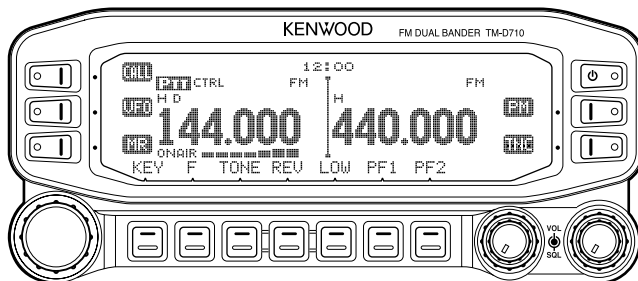 KENWOOD FM DUAL BANDER TM-D710
12:00
CALL PTT CTRL FM FM
H D H
VFO 144.000 440.000 PM
MR TNC
ONAIR
KEY F TONE REV LOW PF1 PF2
VOL
SQL